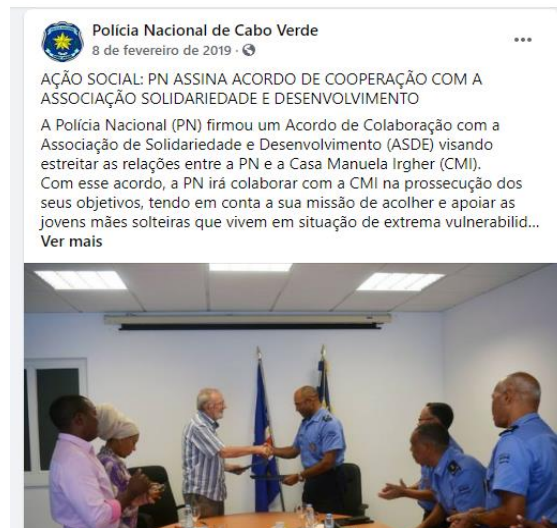 Polícia Nacional de Cabo Verde
8 de fevereiro de 2019 ·
AÇÃO SOCIAL: PN ASSINA ACORDO DE COOPERAÇÃO COM A
ASSOCIAÇÃO SOLIDARIEDADE E DESENVOLVIMENTO
A Polícia Nacional (PN) firmou um Acordo de Colaboração com a
Associação de Solidariedade e Desenvolvimento (ASDE) visando
estreitar as relações entre a PN e a Casa Manuela Irgher (CMI).
Com esse acordo, a PN irá colaborar com a CMI na prossecução dos
seus objetivos, tendo em conta a sua missão de acolher e apoiar as
jovens mães solteiras que vivem em situação de extrema vulnerabilid...
Ver mais